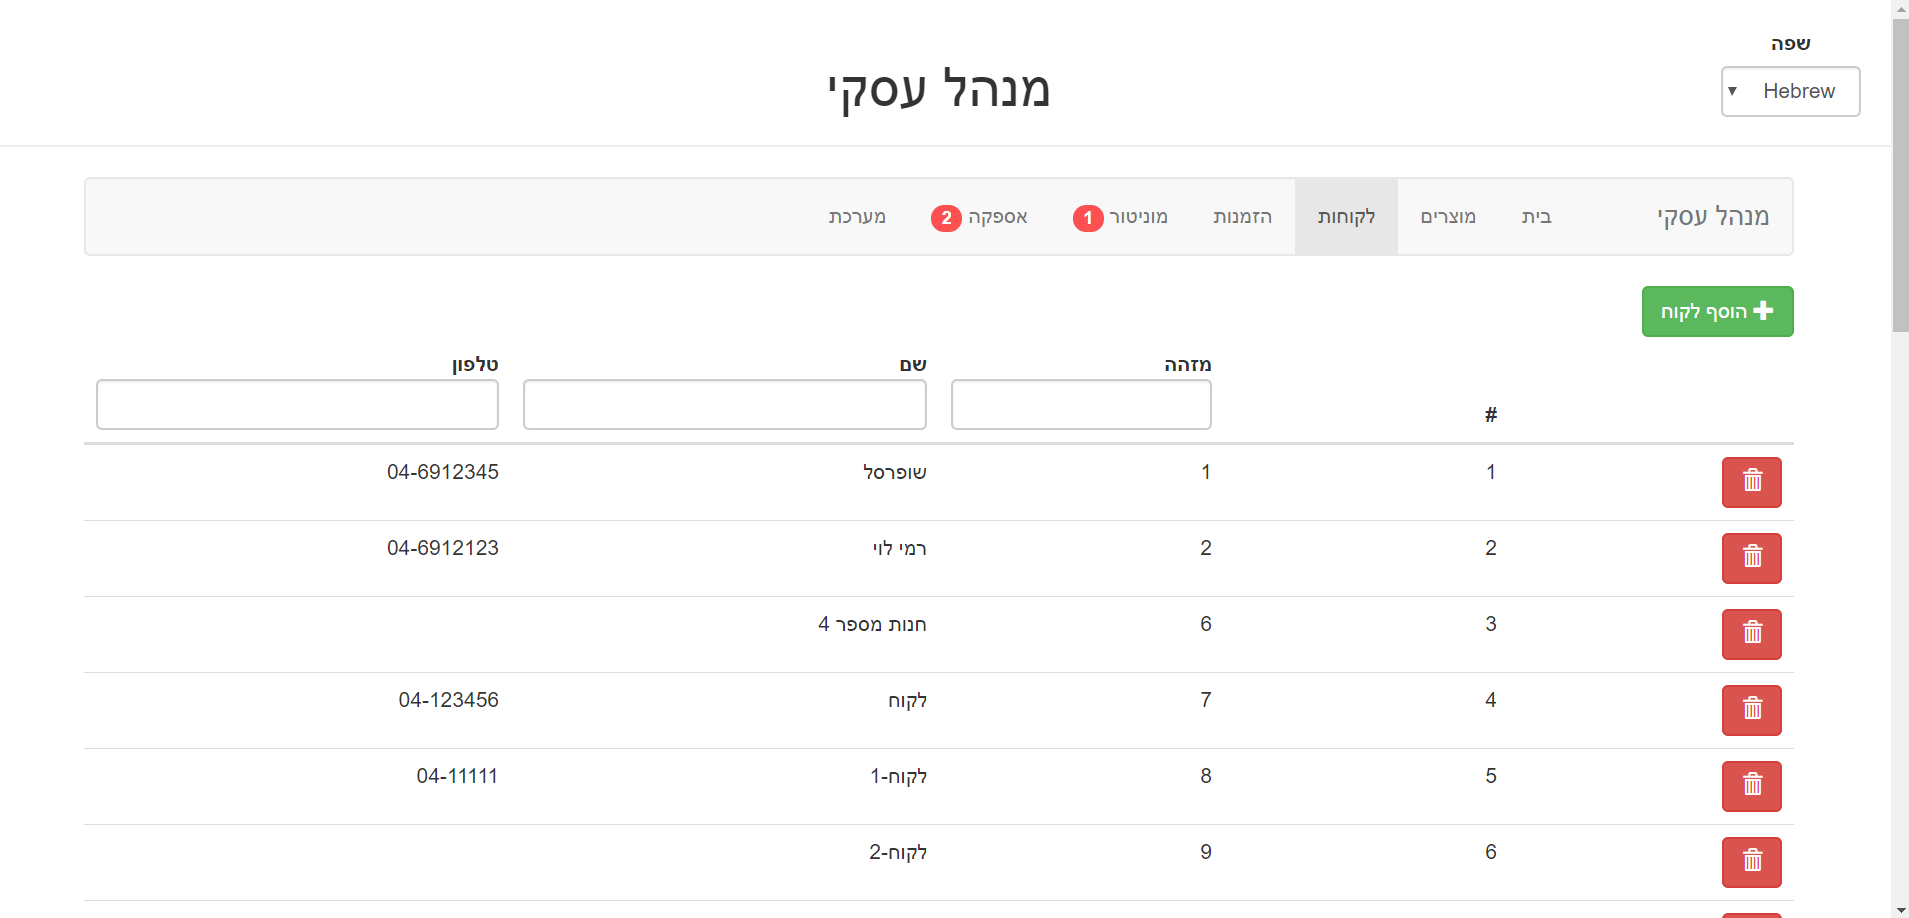 שפה
Hebrew
מנהל עסקי
מנהל עסקי בית מוצרים לקוחות הזמנות מוניטור 1 אספקה 2 מערכת
הוסף לקוח
מזהה שם טלפון
#
1 1 שופרסל 04-6912345
2 2 רמי לוי 04-6912123
3 6 חנות מספר 4
4 7 לקוח 04-123456
5 8 לקוח-1 04-11111
6 9 לקוח-2